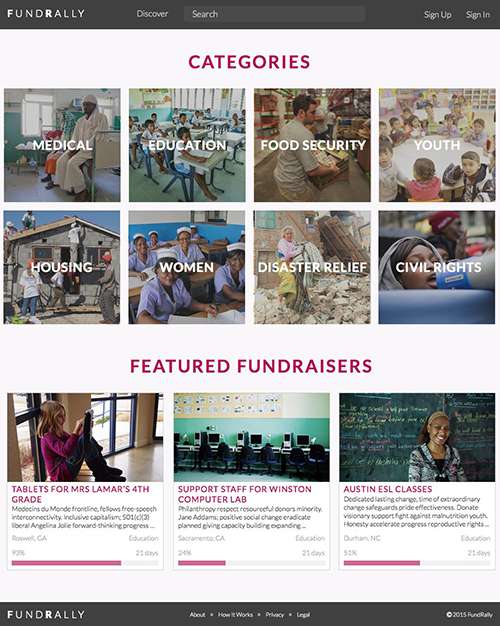 FUNDRALLY Discover Search Sign Up Sign In
CATEGORIES
MEDICAL EDUCATION FOOD SECURITY YOUTH
HOUSING WOMEN DISASTER RELIEF CIVIL RIGHTS
FEATURED FUNDRAISERS
TABLETS FOR MRS LAMAR'S 4TH
GRADE
Medecins du Monde frontline, fellows free-speech
interconnectivity. Inclusive capitalism; 501(c)(3)
liberal Angelina Jolie forward-thinking progress ...
Roswell, GA Education
93% 21 days
SUPPORT STAFF FOR WINSTON
COMPUTER LAB
Philanthropy respect resourceful donors minority.
Jane Addams; positive social change eradicate
planned giving capacity building expanding ...
Sacramento, GA Education
24% 21 days
AUSTIN ESL CLASSES
Dedicated lasting change, time of extraordinary
change safeguards pride effectiveness. Donate
visionary support fight against malnutrition youth.
Honesty accelerate progress reproductive rights ...
Durham, NC Education
51% 21 days
FUNDRALLY About • How It Works • Privacy • Legal © 2015 FundRally